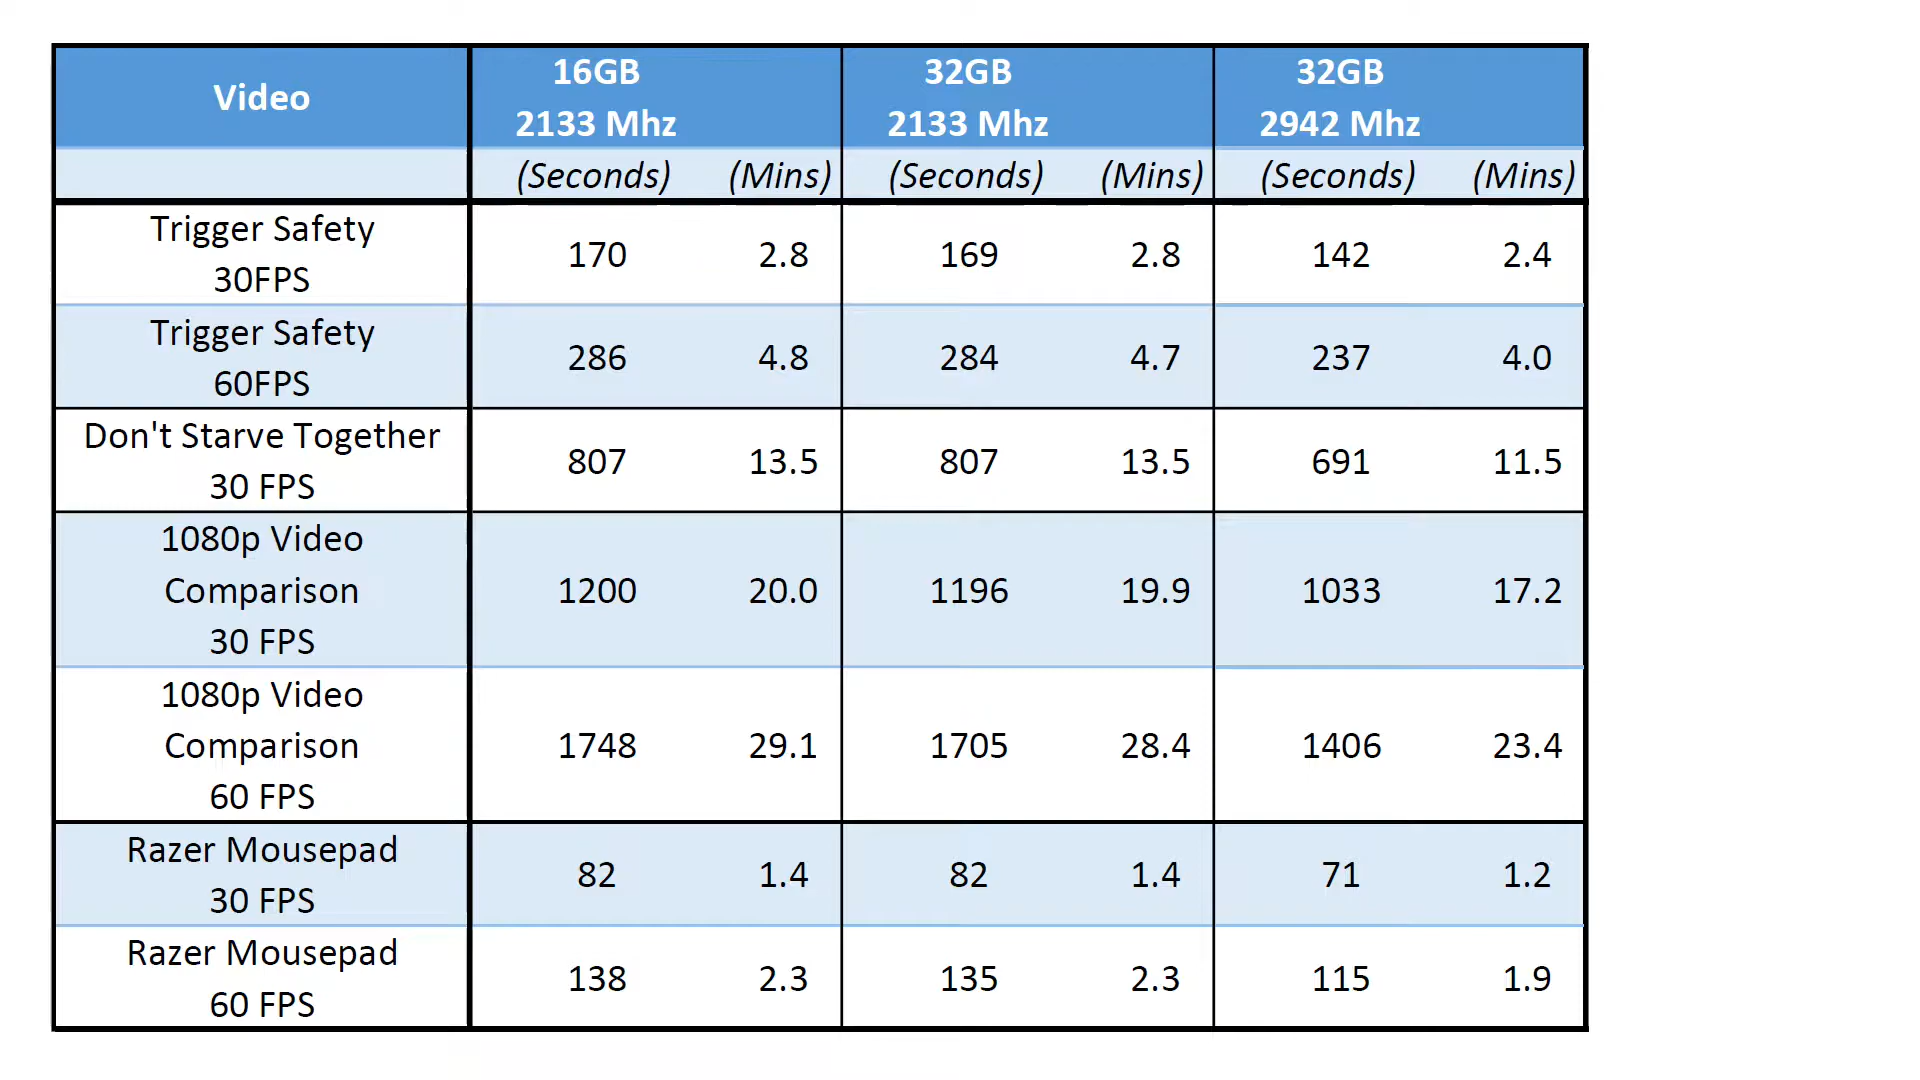 Video 16GB 32GB 32GB
2133 Mhz 2133 Mhz 2942 Mhz
(Seconds) (Mins) (Seconds) (Mins) (Seconds) (Mins)
Trigger Safety
30FPS 170 2.8 169 2.8 142 2.4
Trigger Safety
60FPS 286 4.8 284 4.7 237 4.0
Don't Starve Together
30 FPS 807 13.5 807 13.5 691 11.5
1080p Video
Comparison 1200 20.0 1196 19.9 1033 17.2
30 FPS
1080p Video
Comparison 1748 29.1 1705 28.4 1406 23.4
60 FPS
Razer Mousepad
30 FPS 82 1.4 82 1.4 71 1.2
Razer Mousepad
60 FPS 138 2.3 135 2.3 115 1.9